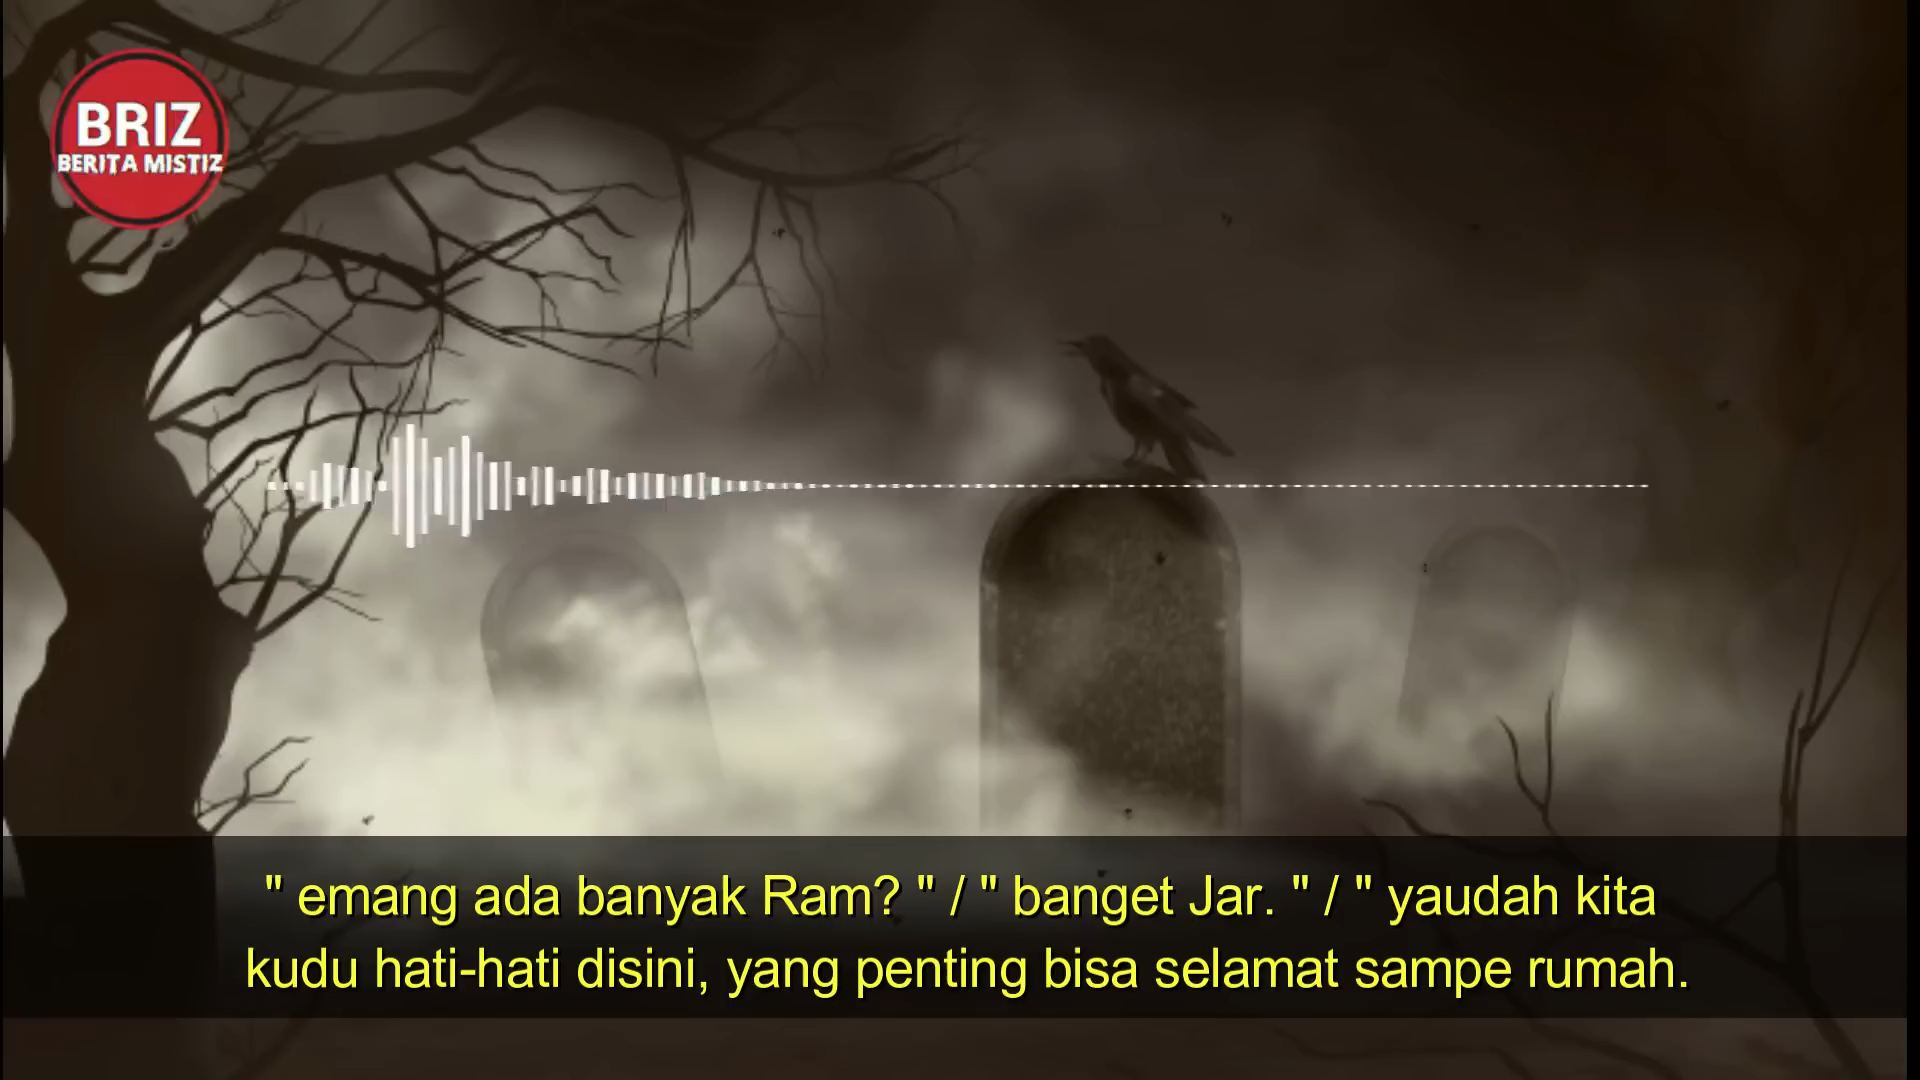 BRIZ
BERITA MISTIZ
" emang ada banyak Ram? " / " banget Jar. " / " yaudah kita
kudu hati-hati disini, yang penting bisa selamat sampe rumah.